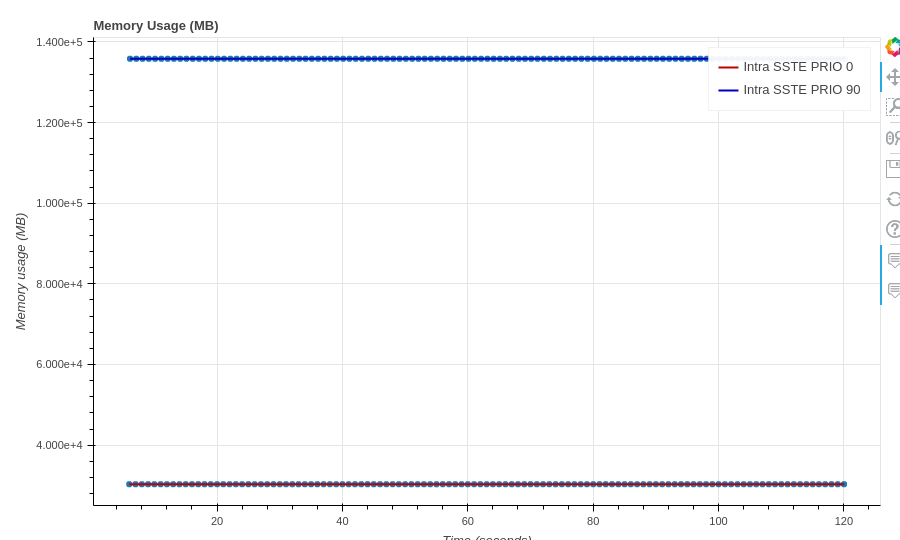 Memory Usage (MB)
1.400e+5
1.200e+5
1.000e+5
8.000e+4
6.000e+4
4.000e+4
Memory usage (MB)
Intra SSTE PRIO 0
Intra SSTE PRIO 90
20
40
60
80
100
120
Time (seconds)